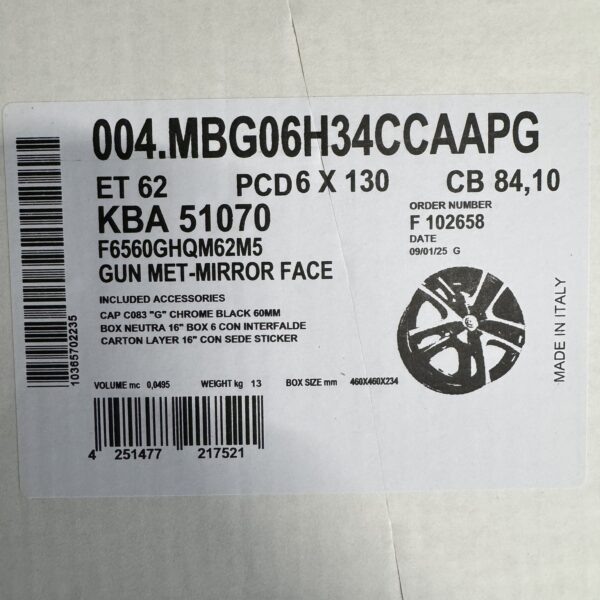 004.MBG06H34CCAAPG
ET 62 PCD 6 X 130 CB 84,10
KBA 51070
ORDER NUMBER
F 102658
F6560GHQM62M5
DATE
09/01/25 G
GUN MET-MIRROR FACE
INCLUDED ACCESSORIES
CAP C083 "G" CHROME BLACK 60MM
BOX NEUTRA 16" BOX 6 CON INTERFALDE
CARTON LAYER 16" CON SEDE STICKER
MADE IN ITALY
10365702235
VOLUME mc 0,0495 WEIGHT kg 13 BOX SIZE mm 460X460X234
4 251477 217521